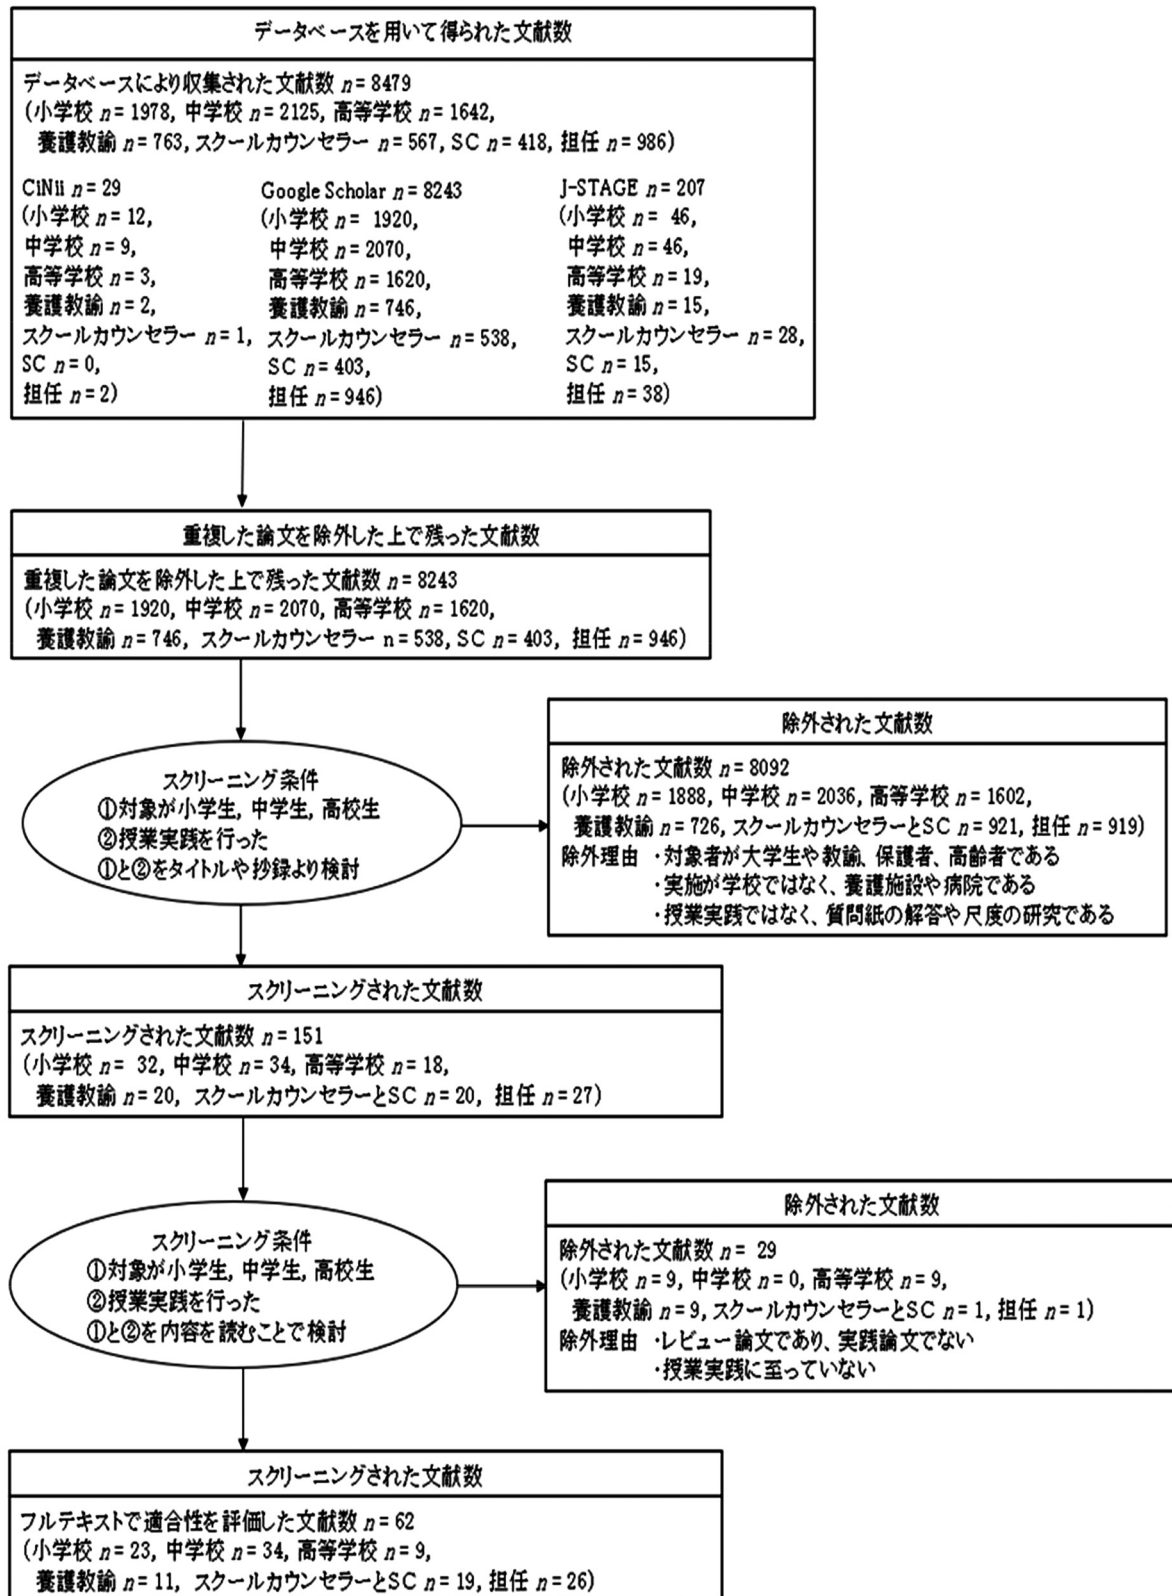 データベースを用いて得られた文献数
データベースにより収集された文献数 n=8479
(小学校 n=1978, 中学校 n=2125, 高等学校 n=1642,
養護教諭 n=763, スクールカウンセラー n=567, SC n=418, 担任 n=986)
CiNii n=29
(小学校 n=12,
中学校 n=9,
高等学校 n=3,
養護教諭 n=2,
スクールカウンセラー n=1,
SC n=0,
担任 n=2)
Google Scholar n=8243
(小学校 n= 1920,
中学校 n=2070,
高等学校 n=1620,
養護教諭 n=746,
スクールカウンセラー n=538,
SC n=403,
担任 n=946)
J-STAGE n=207
(小学校 n= 46,
中学校 n=46,
高等学校 n=19,
養護教諭 n=15,
スクールカウンセラー n=28,
SC n=15,
担任 n=38)
重複した論文を除外した上で残った文献数
重複した論文を除外した上で残った文献数 n=8243
(小学校 n=1920, 中学校 n=2070, 高等学校 n=1620,
養護教諭 n=746, スクールカウンセラー n=538, SC n=403, 担任 n=946)
スクリーニング条件
①対象が小学生, 中学生, 高校生
②授業実践を行った
①と②をタイトルや抄録より検討
除外された文献数
除外された文献数 n=8092
(小学校 n=1888, 中学校 n=2036, 高等学校 n=1602,
養護教諭 n=726, スクールカウンセラーとSC n=921, 担任 n=919)
除外理由 ・対象者が大学生や教諭、保護者、高齢者である
・実施が学校ではなく、養護施設や病院である
・授業実践ではなく、質問紙の解答や尺度の研究である
スクリーニングされた文献数
スクリーニングされた文献数 n=151
(小学校 n= 32, 中学校 n=34, 高等学校 n=18,
養護教諭 n=20, スクールカウンセラーとSC n=20, 担任 n=27)
スクリーニング条件
①対象が小学生, 中学生, 高校生
②授業実践を行った
①と②を内容を読むことで検討
除外された文献数
除外された文献数 n= 29
(小学校 n=9, 中学校 n=0, 高等学校 n=9,
養護教諭 n=9, スクールカウンセラーとSC n=1, 担任 n=1)
除外理由 ・レビュー論文であり、実践論文でない
・授業実践に至っていない
スクリーニングされた文献数
フルテキストで適合性を評価した文献数 n=62
(小学校 n=23, 中学校 n=34, 高等学校 n=9,
養護教諭 n=11, スクールカウンセラーとSC n=19, 担任 n=26)